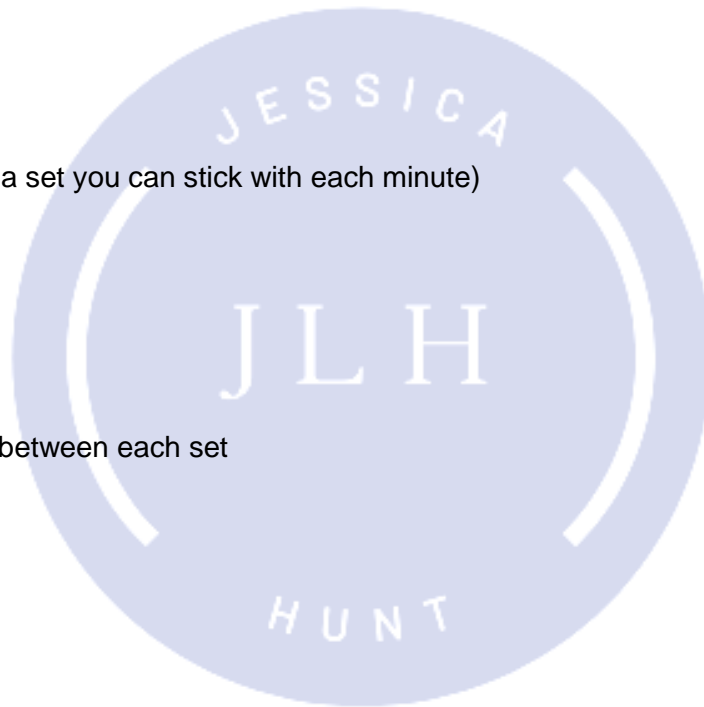 JESSICA
a set you can stick with each minute)
JLH
between each set
HUNT